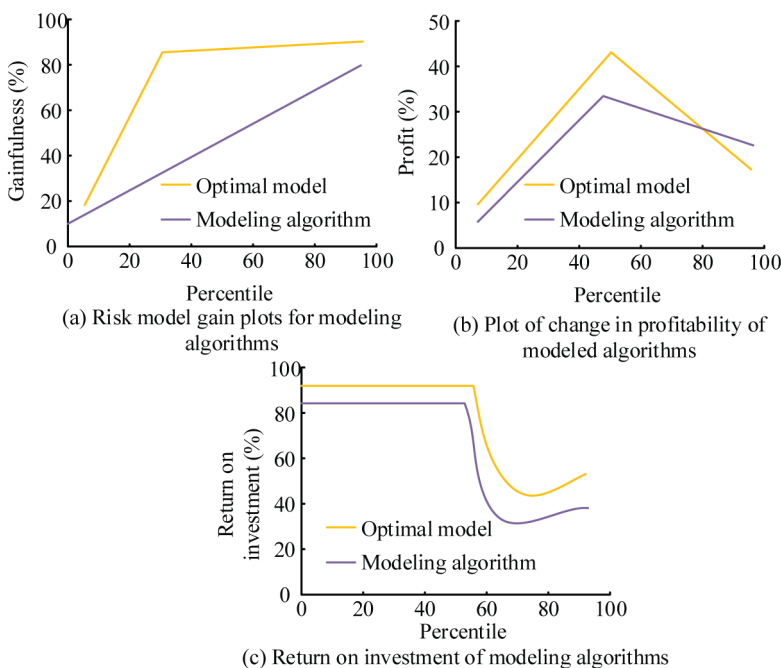 100
80
60
40
20
0
Gainfulness (%)
Optimal model
Modeling algorithm
0 20 40 60 80 100
Percentile
(a) Risk model gain plots for modeling
algorithms
50
40
30
20
10
0
Profit (%)
Optimal model
Modeling algorithm
0 20 40 60 80 100
Percentile
(b) Plot of change in profitability of
modeled algorithms
100
80
60
40
20
0
Return on
investment (%)
Optimal model
Modeling algorithm
0 20 40 60 80 100
Percentile
(c) Return on investment of modeling algorithms